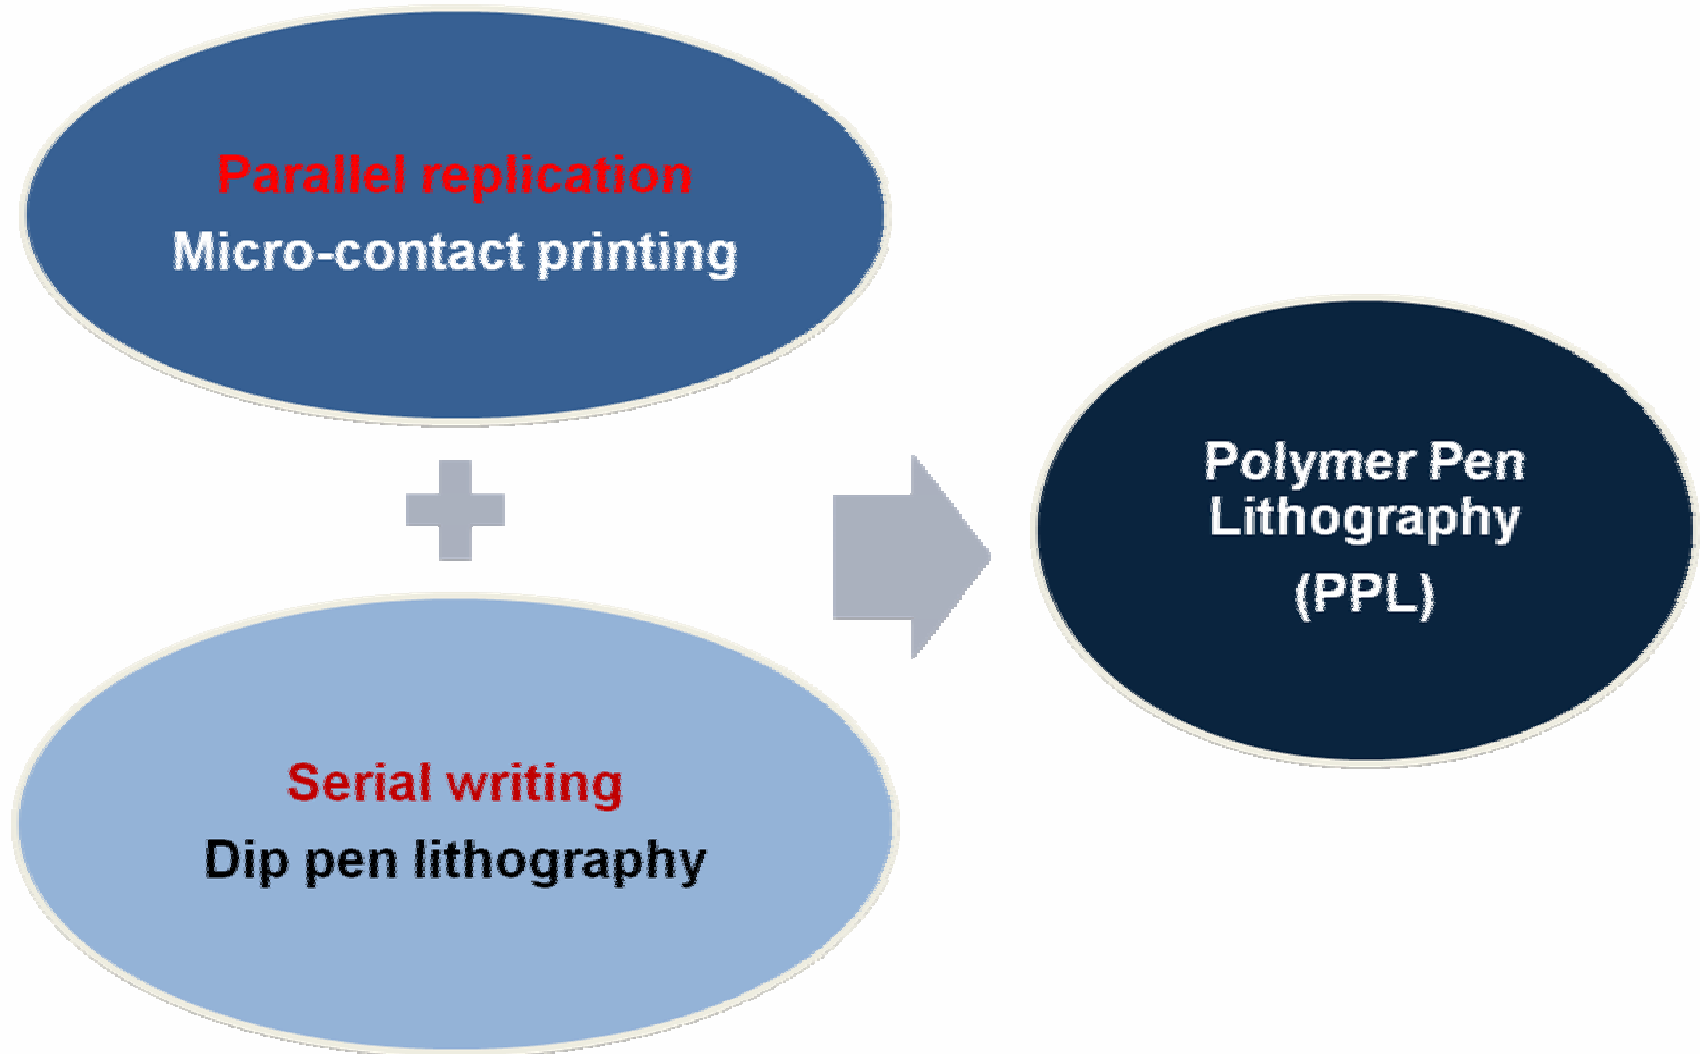 Parallel replication
Micro-contact printing
Serial writing
Dip pen lithography
Polymer Pen
Lithography
(PPL)